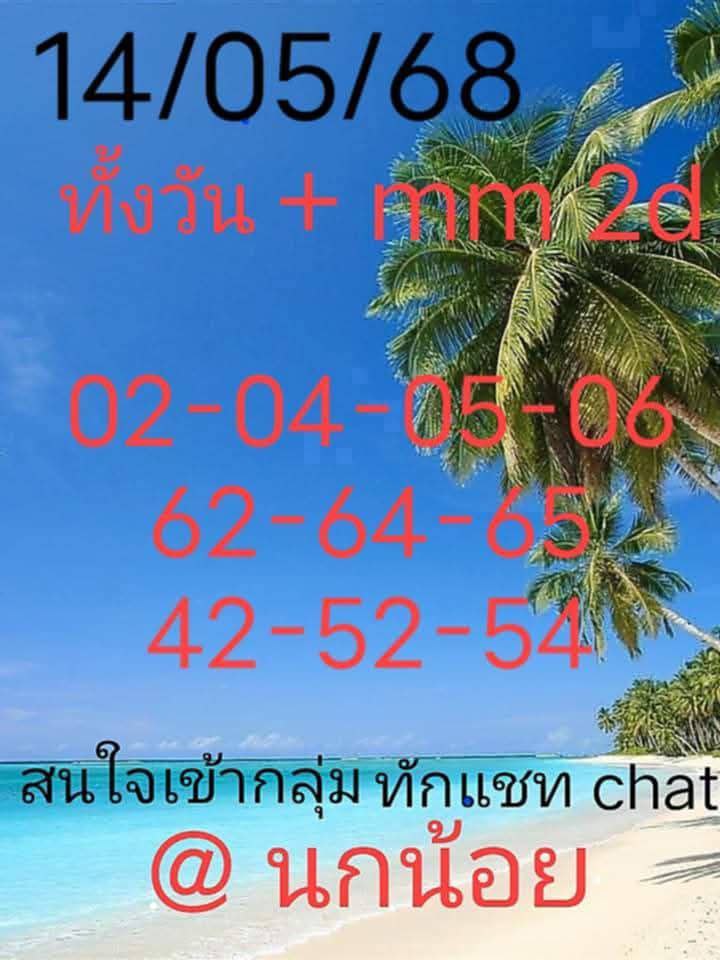 14/05/68
ทั้งวัน + mm 2d
02-04-05-06
62-64-65
42-52-54
สนใจเข้ากลุ่ม ทักแชท chat
@ นกน้อย